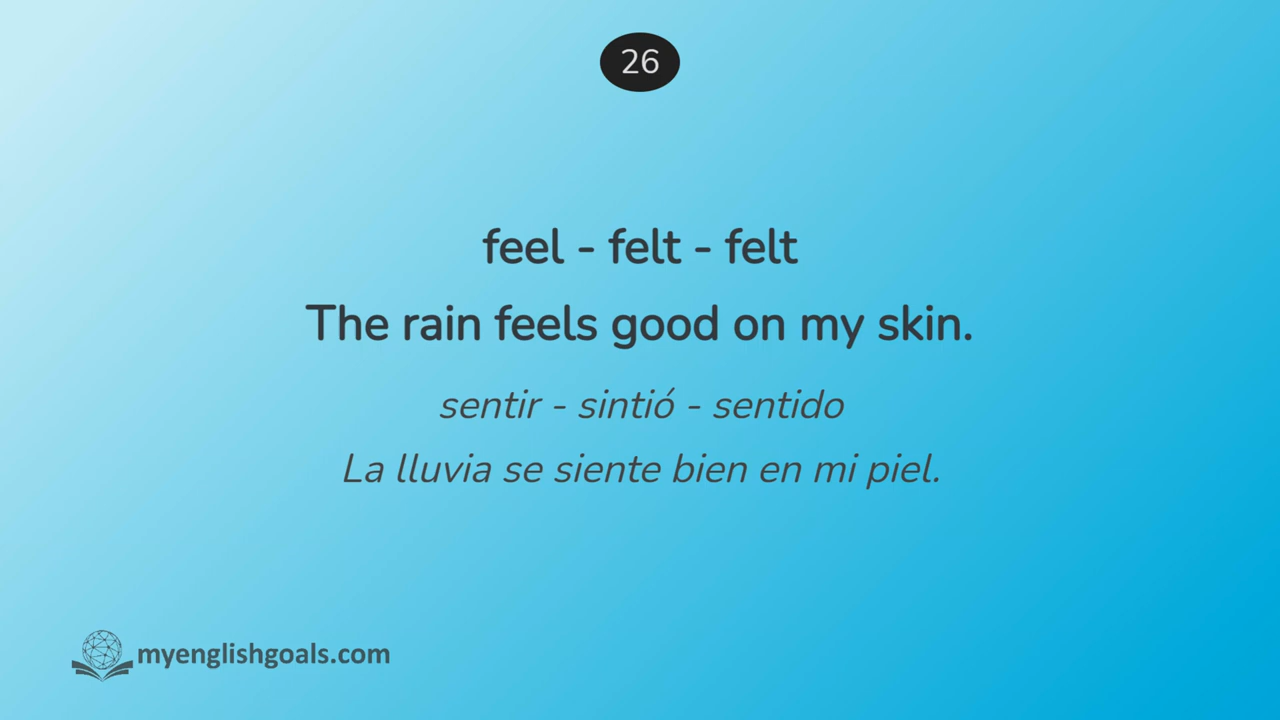 26
feel - felt - felt
The rain feels good on my skin.
sentir - sintió - sentido
La lluvia se siente bien en mi piel.
myenglishgoals.com